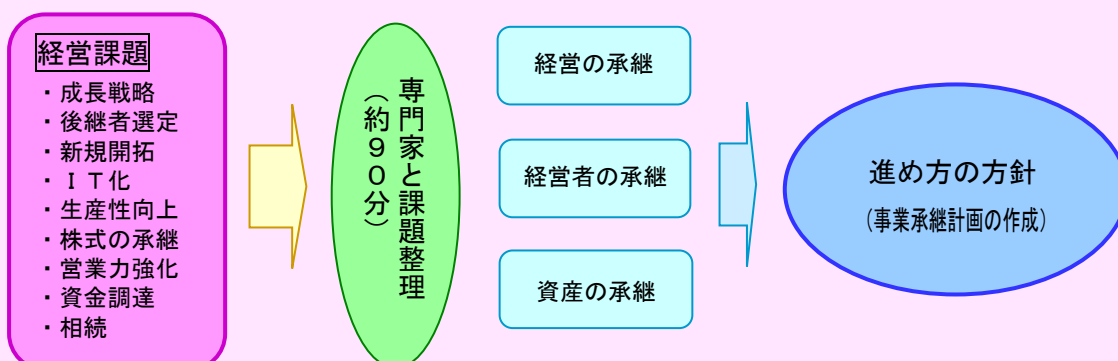 経営課題
・成長戦略
・後継者選定
・新規開拓
・ＩＴ化
・生産性向上
・株式の承継
・営業力強化
・資金調達
・相続
専門家と課題整理
（約９０分）
経営の承継
経営者の承継
資産の承継
進め方の方針
（事業承継計画の作成）